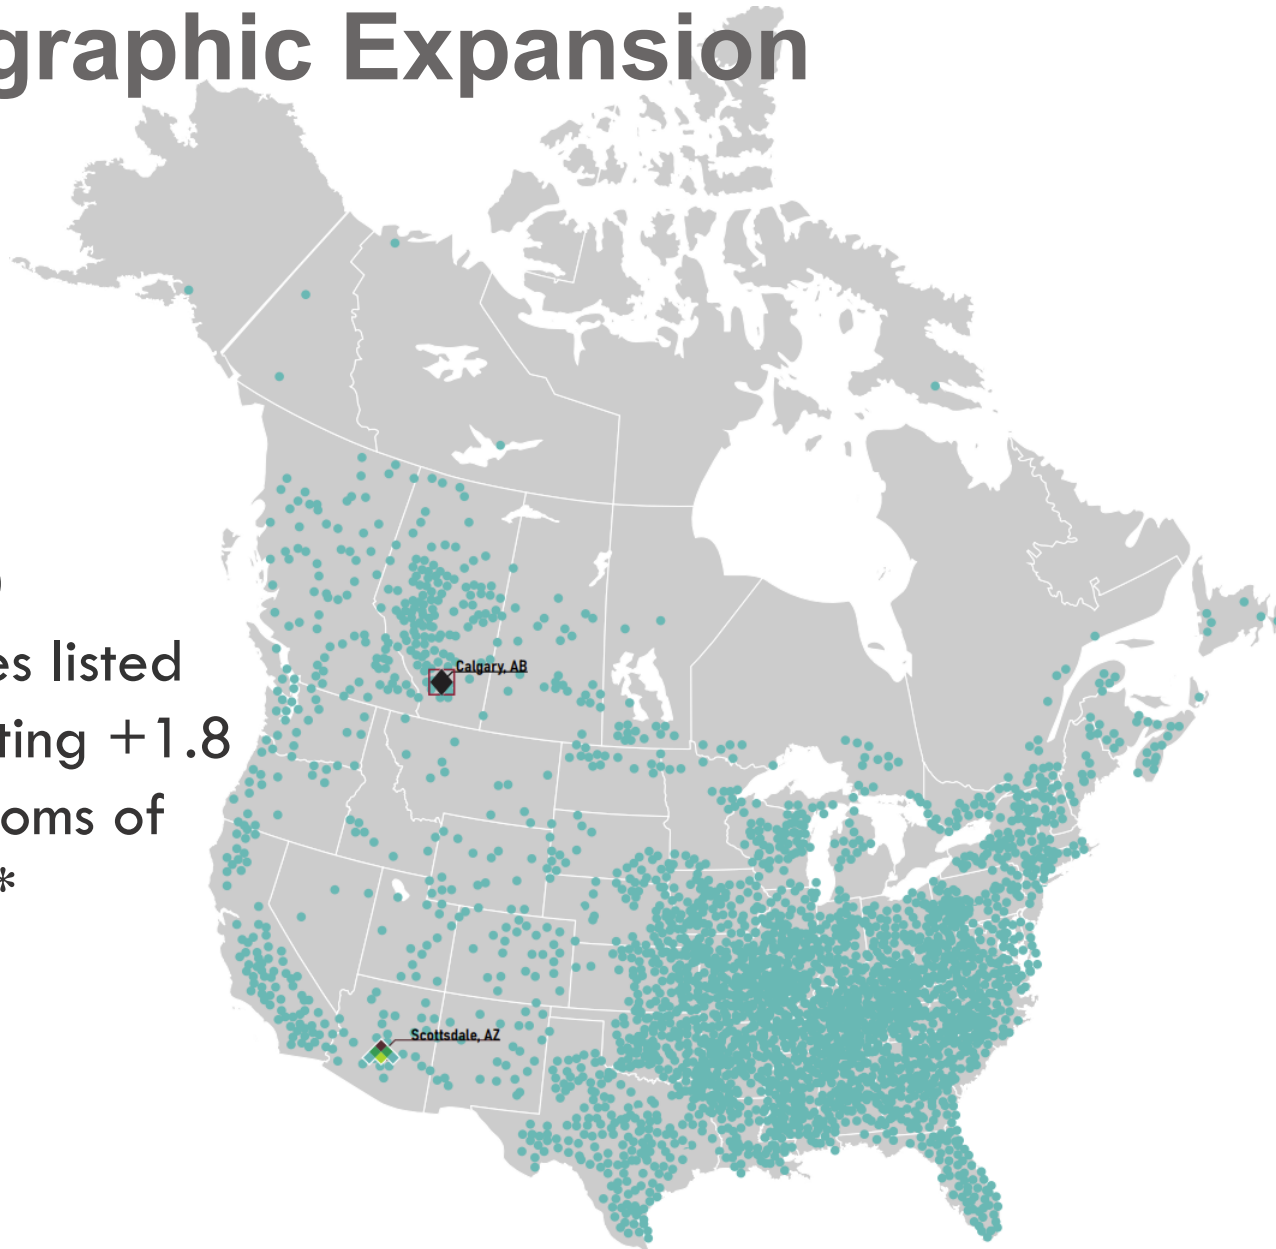 graphic Expansion
)
es listed
ting +1.8
oms of
*
Calgary, AB
Scottsdale, AZ